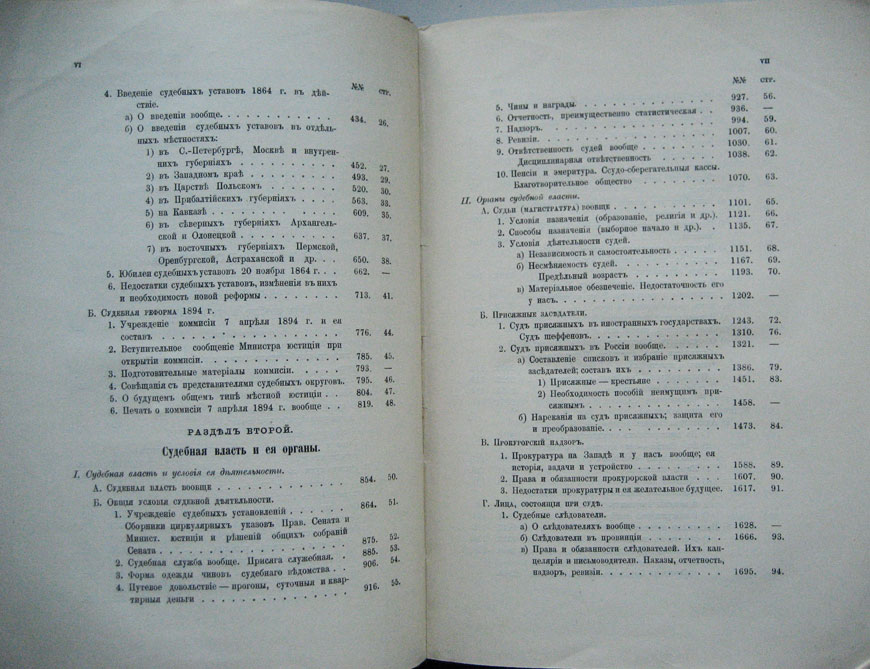 VI
№№ стр.
4. Введеніе судебныхъ уставовъ 1864 г. въ дѣй-
ствіе.
а) О введеніи вообще. . . . . . . . . . . 434. 26.
б) О введеніи судебныхъ уставовъ въ отдѣль-
ныхъ мѣстностяхъ:
1) въ С.-Петербургѣ, Москвѣ и внутрен-
нихъ губерніяхъ . . . . . . . . . 452. 27.
2) въ Западномъ краѣ . . . . . . . . 493. 29.
3) въ Царствѣ Польскомъ . . . . . . . 520. 30.
4) въ Прибалтійскихъ губерніяхъ . . . . 563. 33.
5) на Кавказѣ . . . . . . . . . . . 609. 35.
6) въ сѣверныхъ губерніяхъ Архангель-
ской и Олонецкой . . . . . . . . . 637. 37.
7) въ восточныхъ губерніяхъ Пермской,
Оренбургской, Астраханской и др. . . . 650. 38.
5. Юбилеи судебныхъ уставовъ 20 ноября 1864 г. . . 662. —
6. Недостатки судебныхъ уставовъ, измѣненія въ нихъ
и необходимость новой реформы . . . . . . . . 713. 41.
Б. Судебная реформа 1894 г.
1. Учрежденіе коммисіи 7 апрѣля 1894 г. и ея
составъ . . . . . . . . . . . . . . . 776. 44.
2. Вступительное сообщеніе Министра юстиціи при
открытіи коммисіи. . . . . . . . . . . . . 785. 45.
3. Подготовительные матеріалы коммисіи. . . . . 793. —
4. Совѣщанія съ представителями судебныхъ округовъ. 795. 46.
5. О будущемъ общемъ типѣ мѣстной юстиціи . . . 804. 47.
6. Печать о коммисіи 7 апрѣля 1894 г. вообще . . 819. 48.
РАЗДѢЛЪ ВТОРОЙ.
Судебная власть и ея органы.
I. Судебная власть и условія ея дѣятельности.
А. Судебная власть вообще . . . . . . . . . . . 854. 50.
Б. Общія условія судебной дѣятельности.
1. Учрежденіе судебныхъ установленій . . . . . . 864. 51.
Сборники циркулярныхъ указовъ Прав. Сената и
Минист. юстиціи и рѣшеній общихъ собраній
Сената . . . . . . . . . . . . . . . 875. 52.
2. Судебная служба вообще. Присяга служебная. . . 885. 53.
3. Форма одежды чиновъ судебнаго вѣдомства . . . 906. 54.
4. Путевое довольствіе — прогоны, суточныя и квар-
тирныя деньги . . . . . . . . . . . . . 916. 55.
VII
№№ стр.
5. Чины и награды. . . . . . . . . . . . . 927. 56.
6. Отчетность, преимущественно статистическая . . 936. —
7. Надзоръ. . . . . . . . . . . . . . . . 994. 59.
8. Ревизіи. . . . . . . . . . . . . . . . 1007. 60.
9. Отвѣтственность судей вообще . . . . . . . . 1030. 61.
Дисциплинарная отвѣтственность . . . . . . . 1038. 62.
10. Пенсіи и эмеритура. Ссудо-сберегательныя кассы.
Благотворительное общество . . . . . . . . . 1070. 63.
II. Органы судебной власти.
А. Судьи (магистратура) вообще . . . . . . . . . 1101. 65.
1. Условія назначенія (образованіе, религія и др.). . 1121. 66.
2. Способы назначенія (выборное начало и др.). . . 1135. 67.
3. Условія дѣятельности судей.
а) Независимость и самостоятельность . . . . . 1151. 68.
б) Несмѣняемость судей. . . . . . . . . . 1167. 69.
Предѣльный возрастъ . . . . . . . . . . 1193. 70.
в) Матеріальное обезпеченіе. Недостаточность его
у насъ. . . . . . . . . . . . . . . 1202. —
Б. Присяжные засѣдатели.
1. Судъ присяжныхъ въ иностранныхъ государствахъ. 1243. 72.
Судъ шеффеновъ. . . . . . . . . . . . . 1310. 76.
2. Судъ присяжныхъ въ Россіи вообще. . . . . . 1321. —
а) Составленіе списковъ и избраніе присяжныхъ
засѣдателей; составъ ихъ . . . . . . . . . 1386. 79.
1) Присяжные — крестьяне . . . . . . . . 1451. 83.
2) Необходимость пособій неимущимъ при-
сяжнымъ . . . . . . . . . . . . . 1458. —
б) Нареканія на судъ присяжныхъ; защита его
и преобразованіе. . . . . . . . . . . . 1473. 84.
В. Прокурорскій надзоръ.
1. Прокуратура на Западѣ и у насъ вообще; ея
исторія, задачи и устройство . . . . . . . . 1588. 89.
2. Права и обязанности прокурорской власти . . . . 1607. 90.
3. Недостатки прокуратуры и ея желательное будущее. 1617. 91.
Г. Лица, состоящія при судѣ.
1. Судебные слѣдователи.
а) О слѣдователяхъ вообще . . . . . . . . . 1628. —
б) Слѣдователи въ провинціи . . . . . . . . 1666. 93.
в) Права и обязанности слѣдователей. Ихъ кан-
целяріи и письмоводители. Наказы, отчетность,
надзоръ, ревизіи. . . . . . . . . . . . 1695. 94.